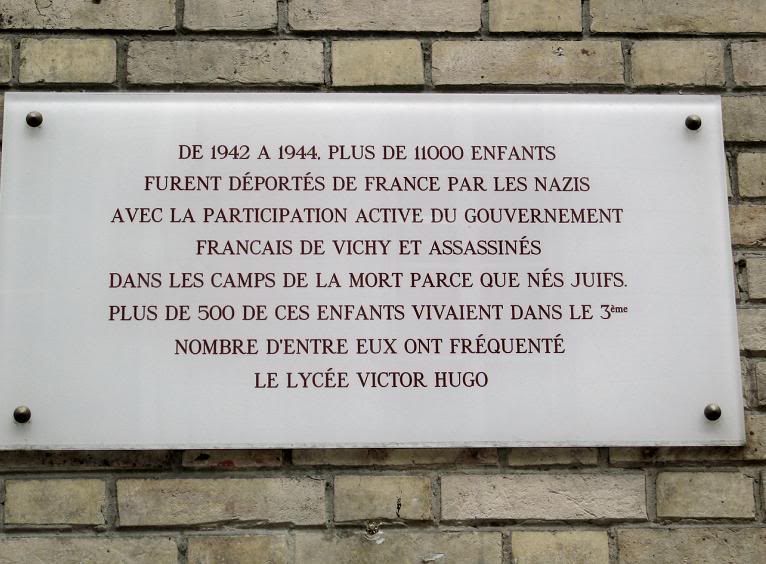 DE 1942 A 1944, PLUS DE 11000 ENFANTS
FURENT DÉPORTÉS DE FRANCE PAR LES NAZIS
AVEC LA PARTICIPATION ACTIVE DU GOUVERNEMENT
FRANCAIS DE VICHY ET ASSASSINÉS
DANS LES CAMPS DE LA MORT PARCE QUE NÉS JUIFS.
PLUS DE 500 DE CES ENFANTS VIVAIENT DANS LE 3ème
NOMBRE D'ENTRE EUX ONT FRÉQUENTÉ
LE LYCÉE VICTOR HUGO